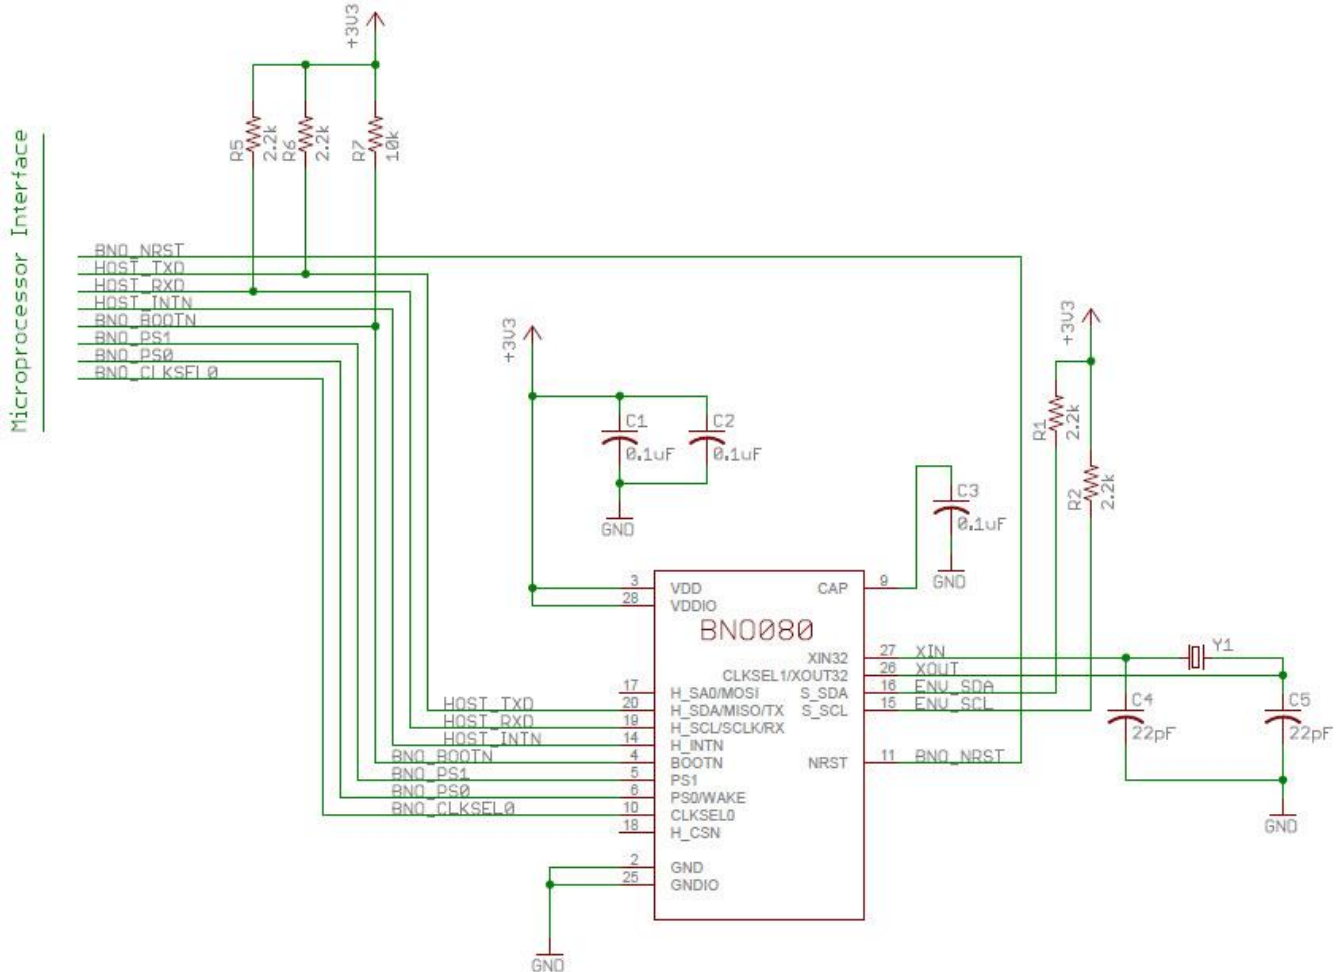 +3V3
R5
2.2k
R6
2.2k
R7
10k
Microprocessor Interface
BNO_NRST
HOST_TXD
HOST_RXD
HOST_INTN
BNO_BOOTN
BNO_PS1
BNO_PS0
BNO_CLKSEL0
+3V3
C1
0.1uF
C2
0.1uF
GND
+3V3
R1
2.2k
R2
2.2k
C3
0.1uF
GND
3 VDD CAP 9
28 VDDIO
BNO080
XIN32 27 XIN
Y1
CLKSEL1/XOUT32 26 XOUT
17 H_SA0/MOSI S_SDA 16 ENV_SDA
HOST_TXD 20 H_SDA/MISO/TX S_SCL 15 ENV_SCL
C4
22pF
C5
22pF
HOST_RXD 19 H_SCL/SCLK/RX
HOST_INTN 14 H_INTN
BNO_BOOTN 4 BOOTN NRST 11 BNO_NRST
BNO_PS1 5 PS1
BNO_PS0 6 PS0/WAKE
BNO_CLKSEL0 10 CLKSEL0
18 H_CSN
GND
2 GND
25 GNDIO
GND